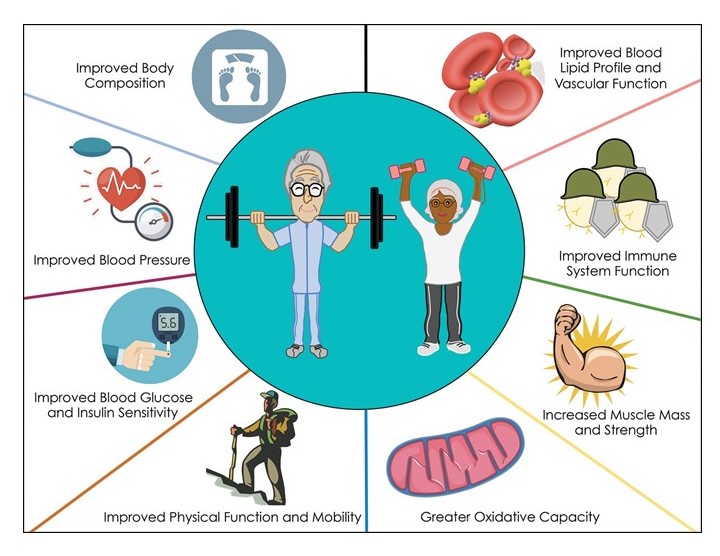 Improved Body
Composition
Improved Blood
Lipid Profile and
Vascular Function
Improved Blood Pressure
Improved Immune
System Function
5.6
Improved Blood Glucose
and Insulin Sensitivity
Increased Muscle Mass
and Strength
Improved Physical Function and Mobility
Greater Oxidative Capacity